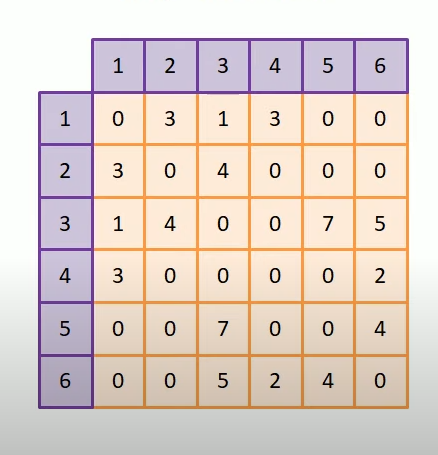 1 2 3 4 5 6
1 0 3 1 3 0 0
2 3 0 4 0 0 0
3 1 4 0 0 7 5
4 3 0 0 0 0 2
5 0 0 7 0 0 4
6 0 0 5 2 4 0